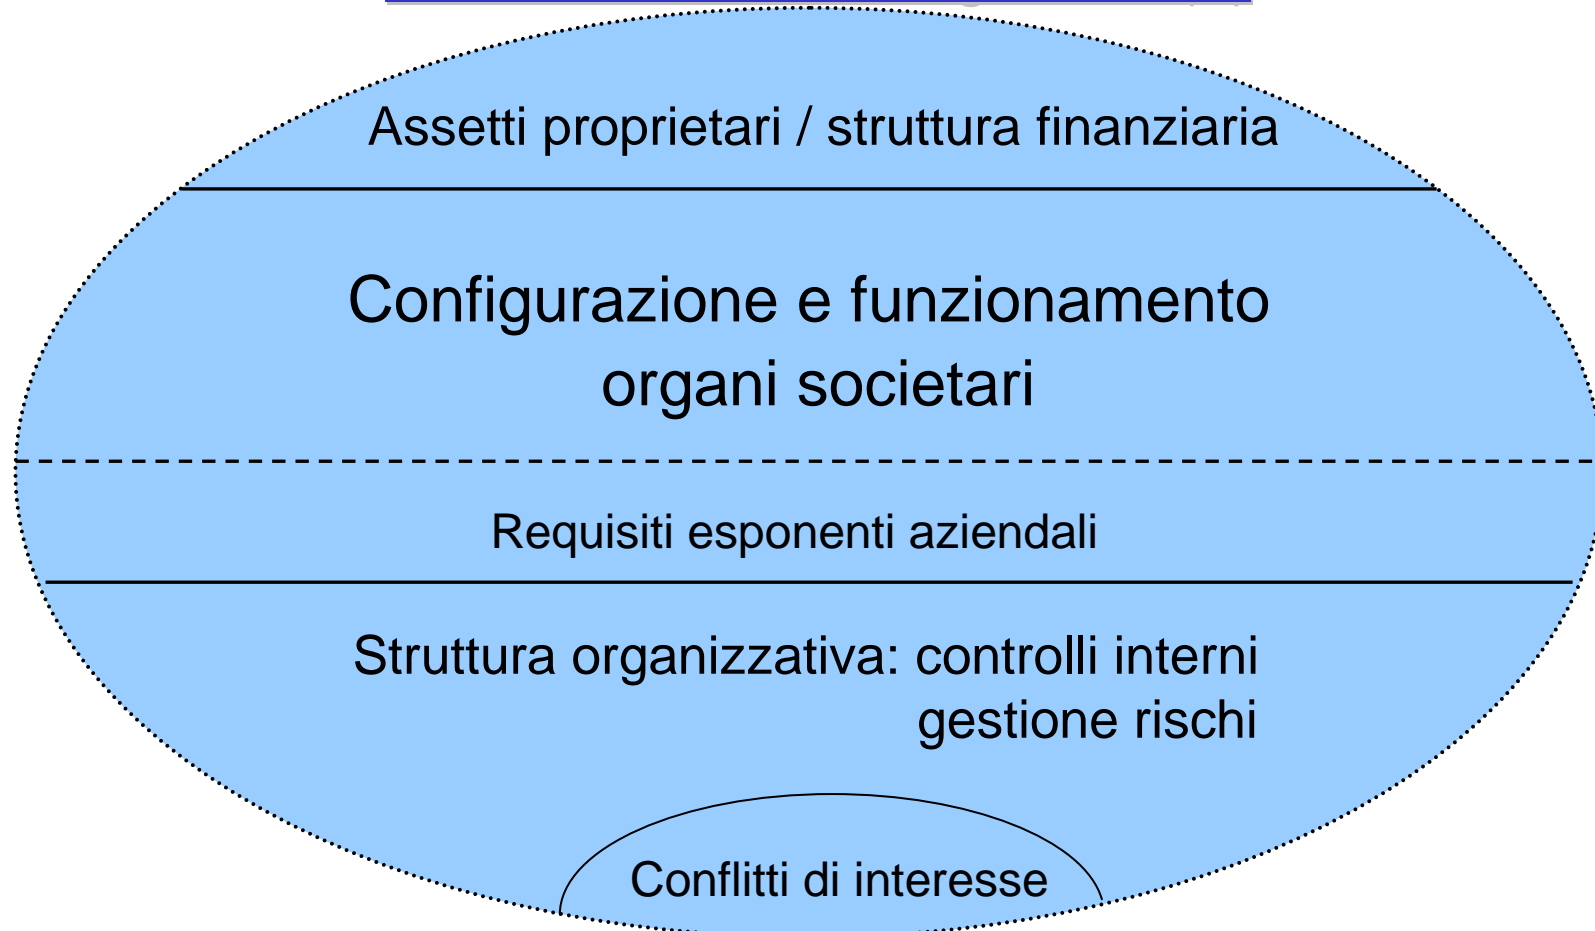 Assetti proprietari / struttura finanziaria
Configurazione e funzionamento
organi societari
Requisiti esponenti aziendali
Struttura organizzativa: controlli interni
gestione rischi
Conflitti di interesse